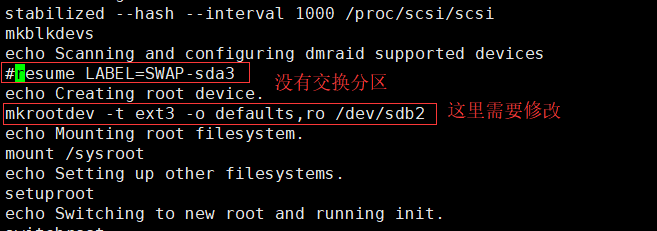 stabilized --hash --interval 1000 /proc/scsi/scsi
mkblkdevs
echo Scanning and configuring dmraid supported devices
#resume LABEL=SWAP-sda3
没有交换分区
echo Creating root device.
mkrootdev -t ext3 -o defaults,ro /dev/sdb2
这里需要修改
echo Mounting root filesystem.
mount /sysroot
echo Setting up other filesystems.
setuproot
echo Switching to new root and running init.